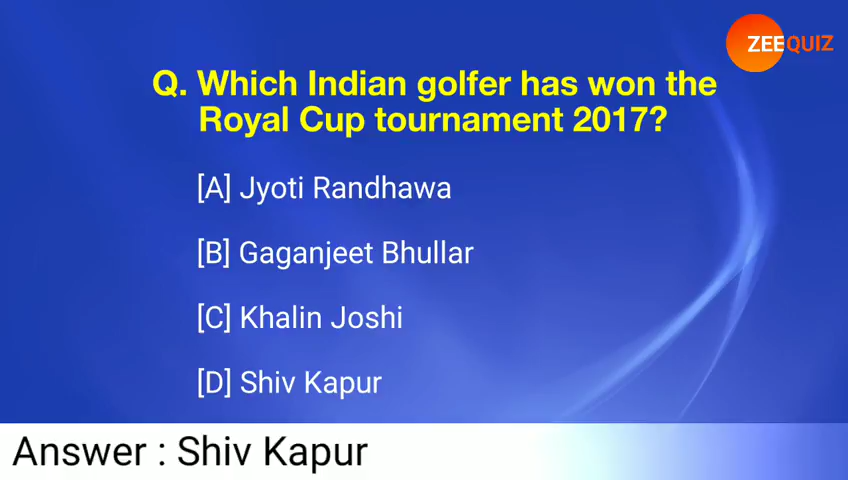 ZEEQUIZ
Q. Which Indian golfer has won the
Royal Cup tournament 2017?
[A] Jyoti Randhawa
[B] Gaganjeet Bhullar
[C] Khalin Joshi
[D] Shiv Kapur
Answer : Shiv Kapur